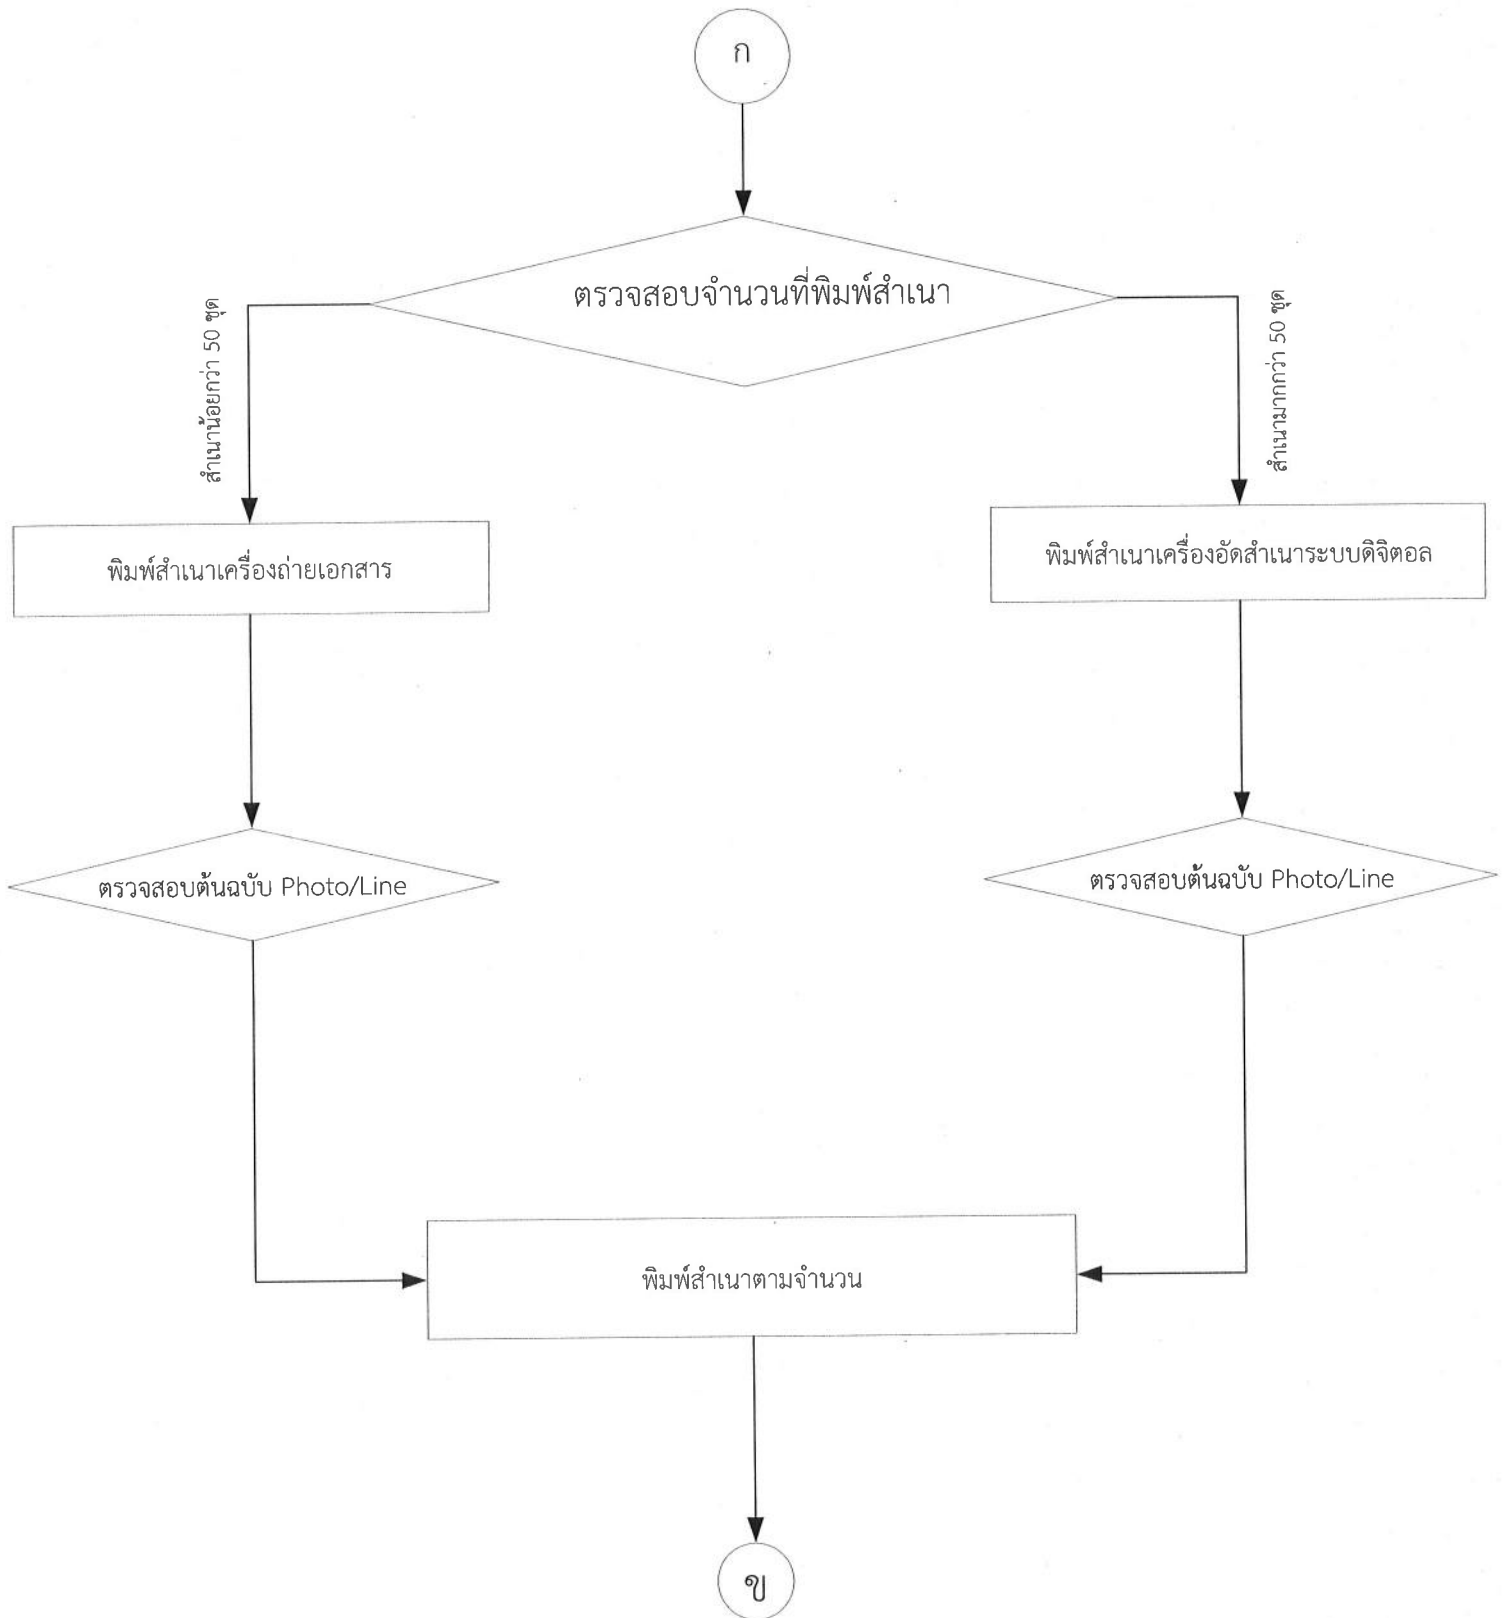 ก
ตรวจสอบจำนวนที่พิมพ์สำเนา
สำเนาน้อยกว่า 50 ชุด
สำเนามากกว่า 50 ชุด
พิมพ์สำเนาเครื่องถ่ายเอกสาร
พิมพ์สำเนาเครื่องอัดสำเนาระบบดิจิตอล
ตรวจสอบต้นฉบับ Photo/Line
ตรวจสอบต้นฉบับ Photo/Line
พิมพ์สำเนาตามจำนวน
ข